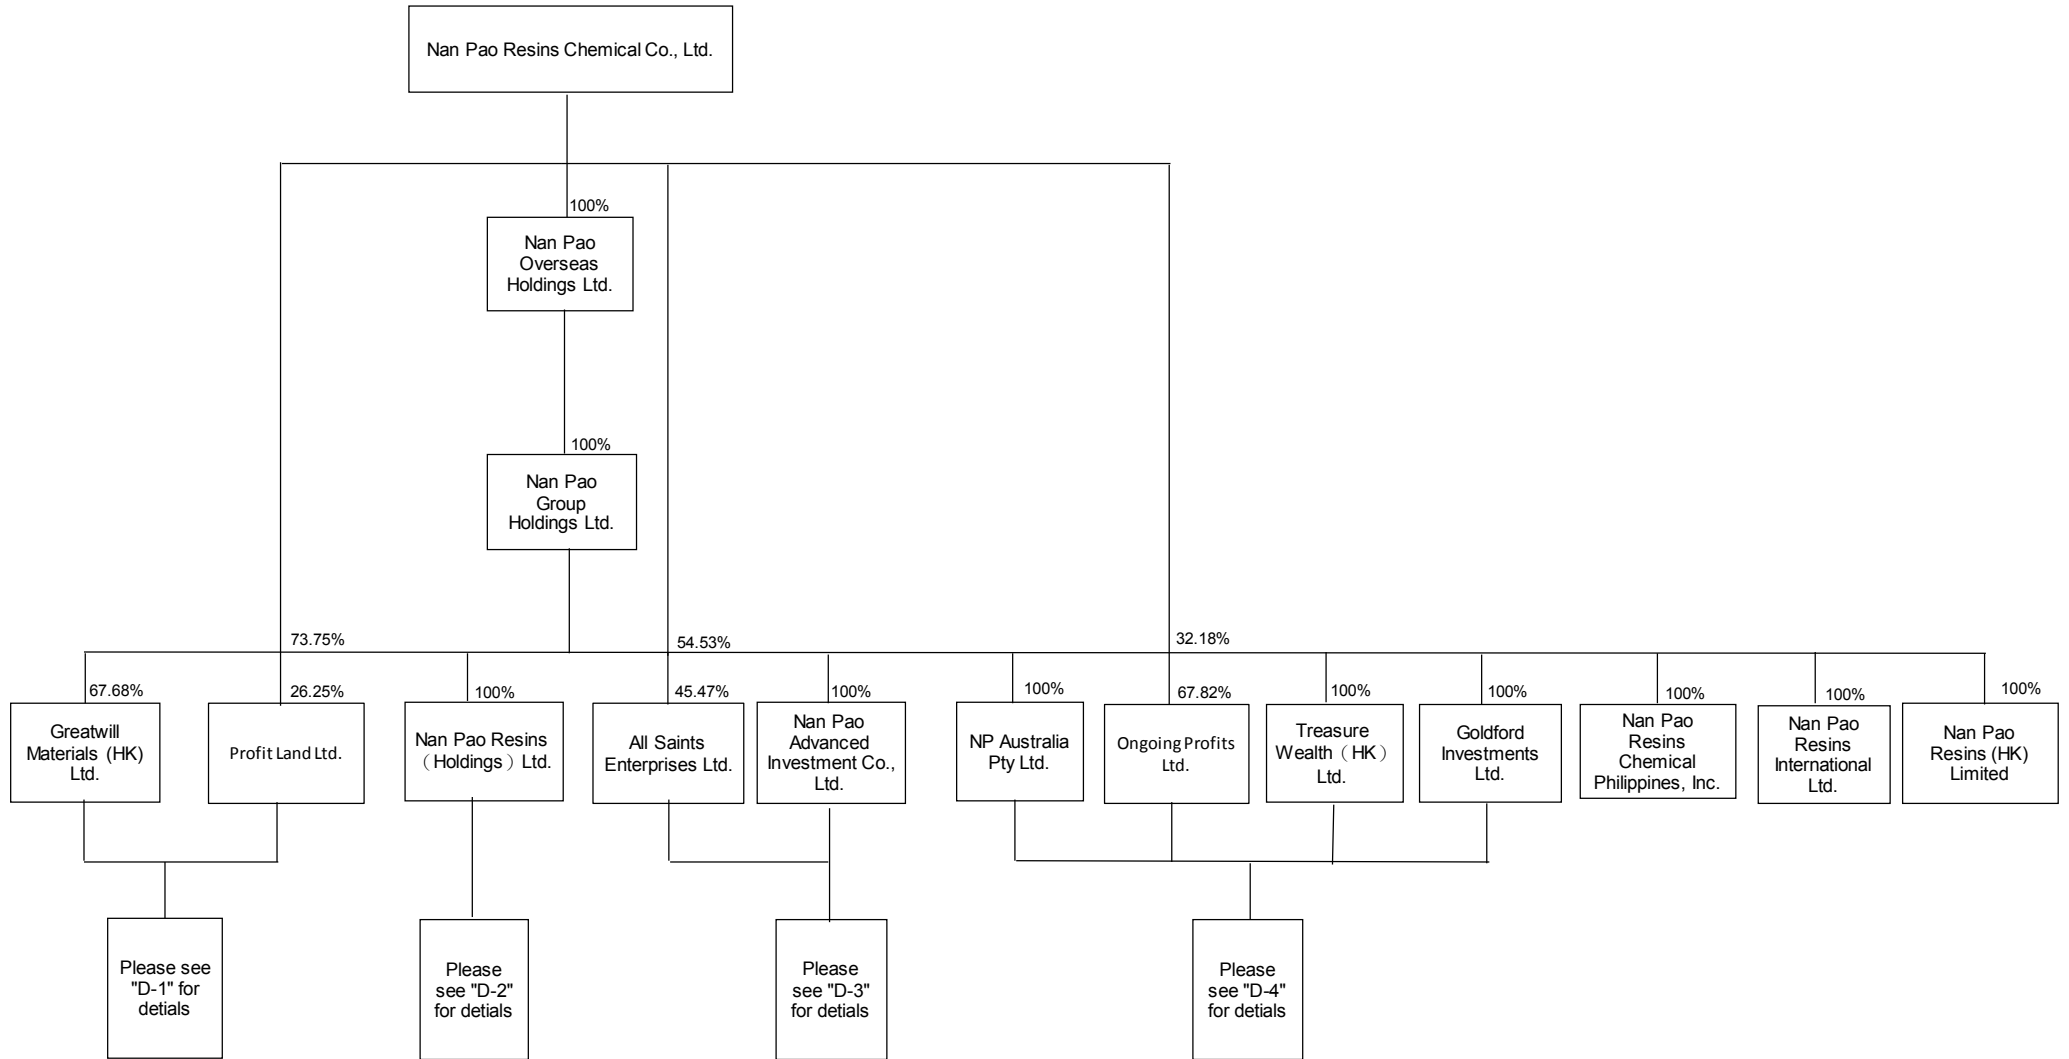 Nan Pao Resins Chemical Co., Ltd.
100%
Nan Pao
Overseas
Holdings Ltd.
100%
Nan Pao
Group
Holdings Ltd.
73.75%
54.53%
32.18%
67.68%
26.25%
100%
45.47%
100%
100%
67.82%
100%
100%
100%
100%
100%
Greatwill
Materials (HK)
Ltd.
Profit Land Ltd.
Nan Pao Resins
（Holdings）Ltd.
All Saints
Enterprises Ltd.
Nan Pao
Advanced
Investment Co.,
Ltd.
NP Australia
Pty Ltd.
Ongoing Profits
Ltd.
Treasure
Wealth（HK）
Ltd.
Goldford
Investments
Ltd.
Nan Pao
Resins
Chemical
Philippines, Inc.
Nan Pao
Resins
International
Ltd.
Nan Pao
Resins (HK)
Limited
Please see
"D-1" for
detials
Please
see "D-2"
for detials
Please
see "D-3"
for detials
Please
see "D-4"
for detials